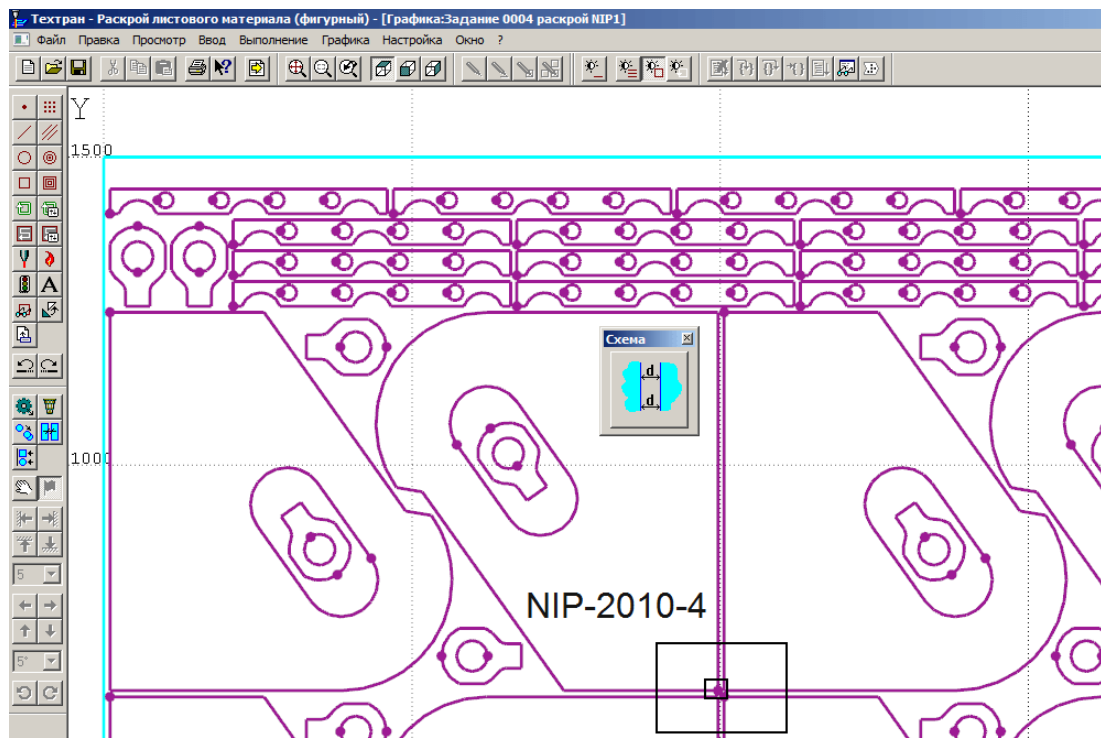 Техтран - Раскрой листового материала (фигурный) - [Графика:Задание 0004 раскрой NIP1]
Файл Правка Просмотр Ввод Выполнение Графика Настройка Окно ?
Y
1500
Схема
d
d
1000
NIP-2010-4
A
5
5°